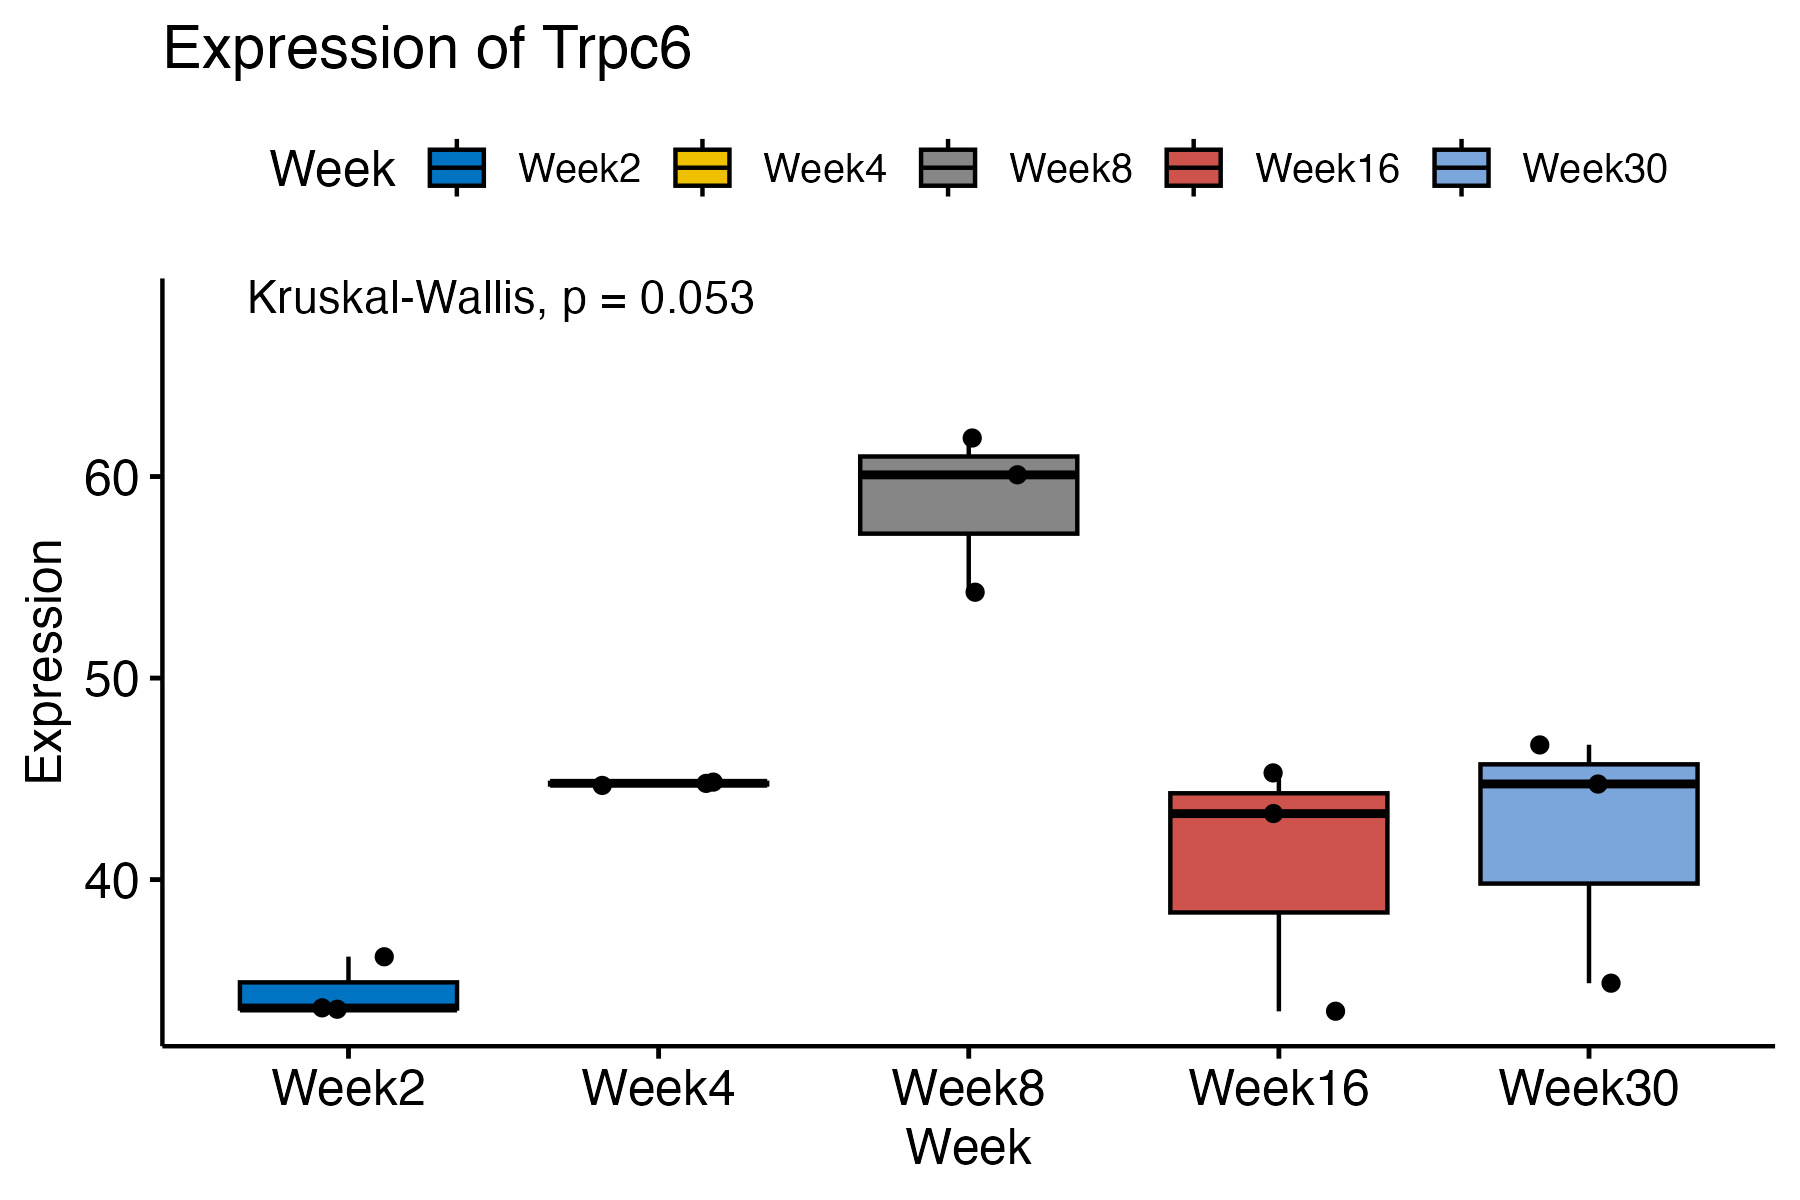 Expression of Trpc6
Week Week2 Week4 Week8 Week16 Week30
Kruskal-Wallis, p = 0.053
60
50
40
Expression
Week2 Week4 Week8 Week16 Week30
Week